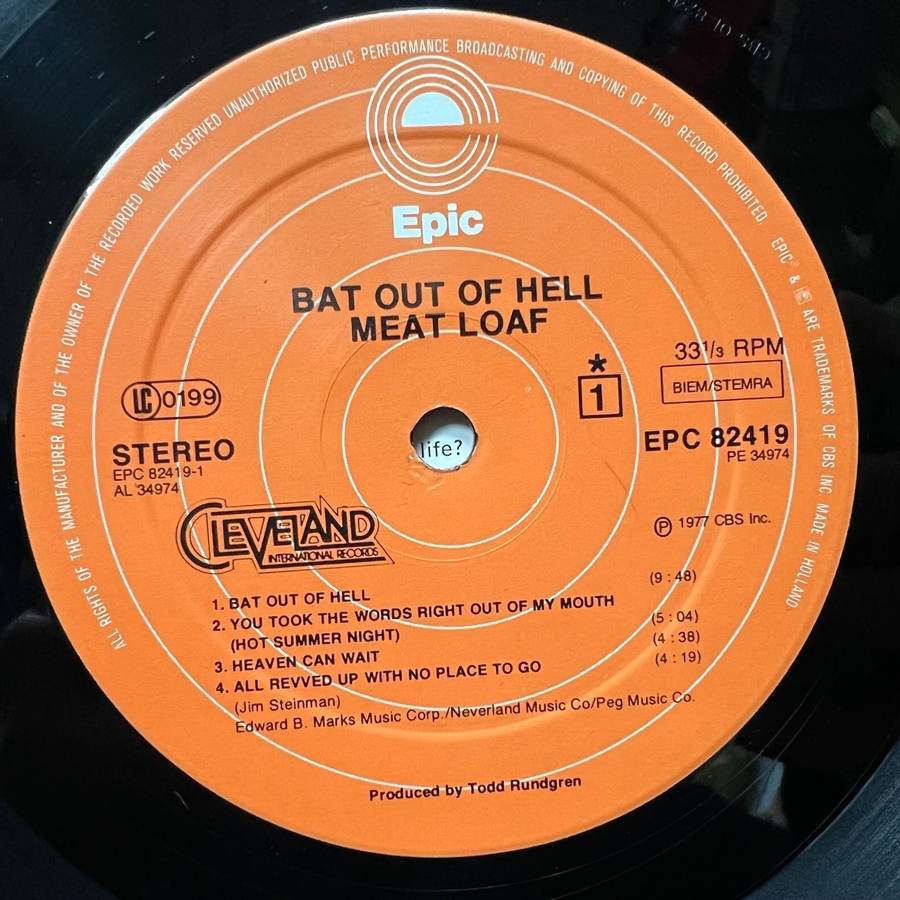 ALL RIGHTS OF THE MANUFACTURER AND OF THE OWNER OF THE RECORDED WORK RESERVED UNAUTHORIZED PUBLIC PERFORMANCE BROADCASTING AND COPYING OF THIS RECORD PROHIBITED. EPIC® & ARE TRADEMARKS OF CBS INC. MADE IN HOLLAND
Epic
BAT OUT OF HELL
MEAT LOAF
33⅓ RPM
BIEM/STEMRA
*
1
LC 0199
life?
STEREO
EPC 82419
EPC 82419-1
PE 34974
AL 34974
CLEVELAND
INTERNATIONAL RECORDS
℗ 1977 CBS Inc.
1. BAT OUT OF HELL (9 : 48)
2. YOU TOOK THE WORDS RIGHT OUT OF MY MOUTH
(HOT SUMMER NIGHT) (5 : 04)
3. HEAVEN CAN WAIT (4 : 38)
4. ALL REVVED UP WITH NO PLACE TO GO (4 : 19)
(Jim Steinman)
Edward B. Marks Music Corp./Neverland Music Co/Peg Music Co.
Produced by Todd Rundgren